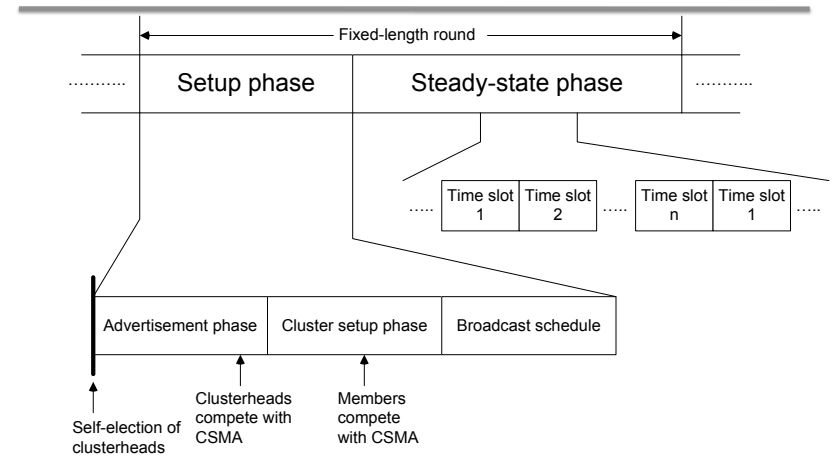 Fixed-length round
............ Setup phase Steady-state phase ............
..... Time slot 1 Time slot 2 ..... Time slot n Time slot 1 .....
Advertisement phase Cluster setup phase Broadcast schedule
Self-election of
clusterheads
Clusterheads
compete with
CSMA
Members
compete
with CSMA